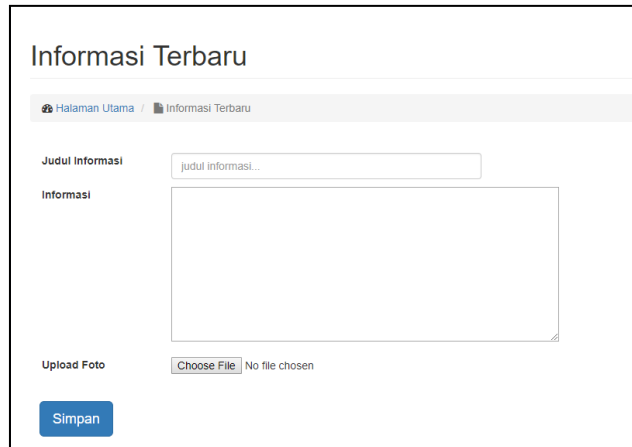 Informasi Terbaru
Halaman Utama / Informasi Terbaru
Judul Informasi judul informasi...
Informasi
Upload Foto Choose File No file chosen
Simpan